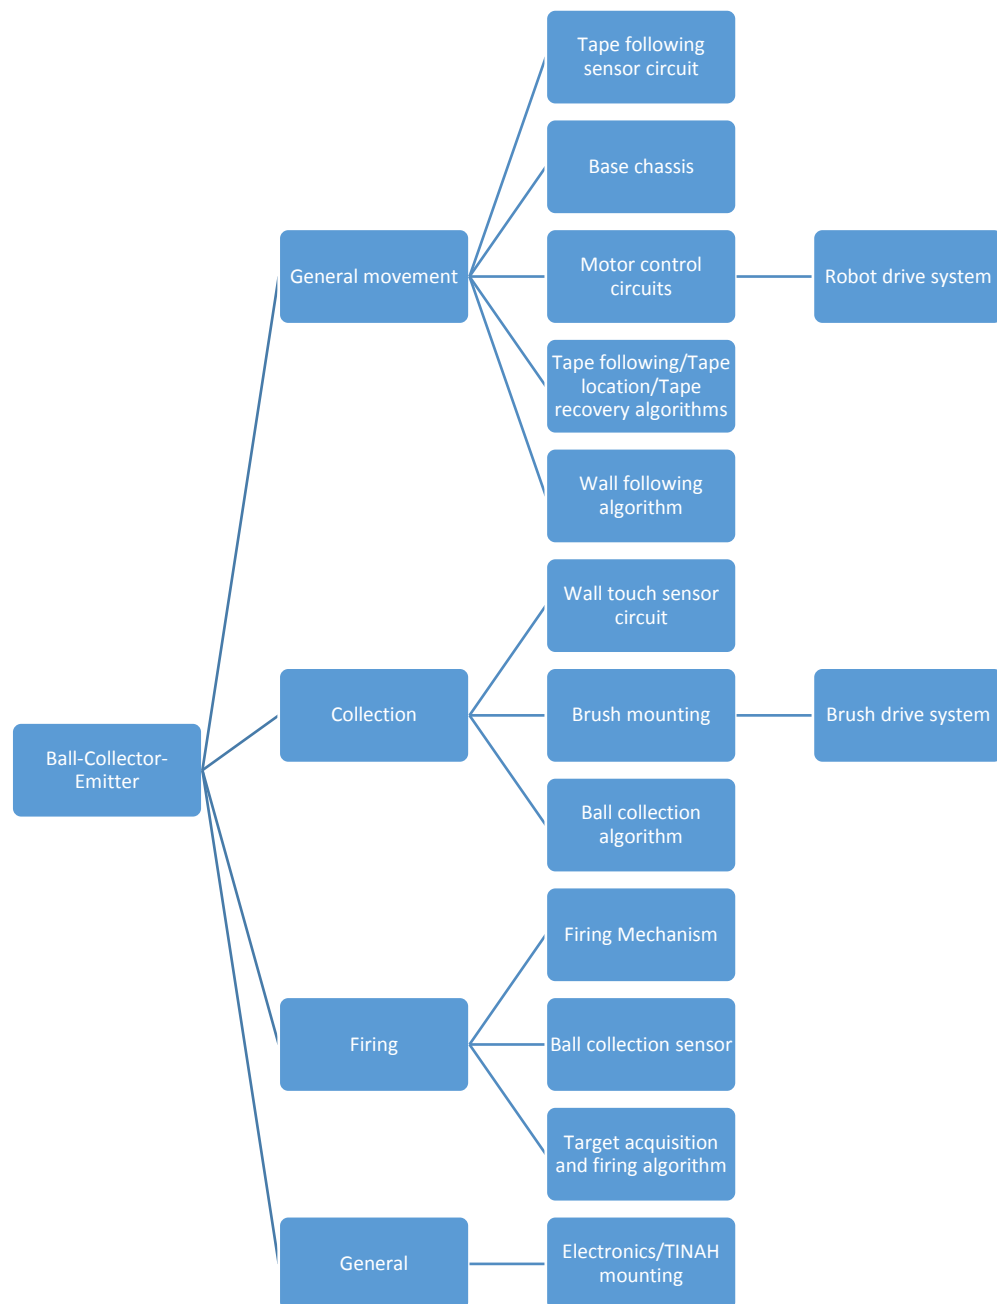 Tape following
sensor circuit
Base chassis
General movement
Motor control
circuits
Robot drive system
Tape following/Tape
location/Tape
recovery algorithms
Wall following
algorithm
Wall touch sensor
circuit
Collection
Brush mounting
Brush drive system
Ball-Collector-
Emitter
Ball collection
algorithm
Firing Mechanism
Firing
Ball collection sensor
Target acquisition
and firing algorithm
General
Electronics/TINAH
mounting